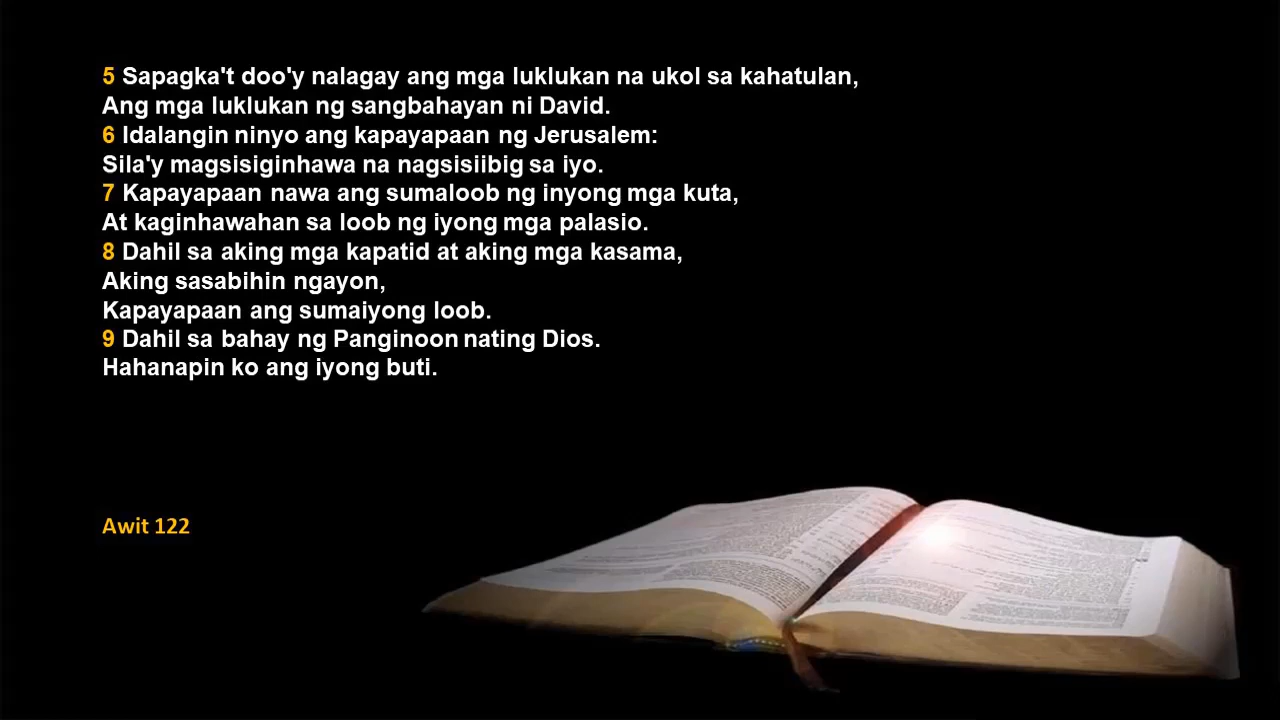 5 Sapagka't doo'y nalagay ang mga luklukan na ukol sa kahatulan,
Ang mga luklukan ng sangbahayan ni David.
6 Idalangin ninyo ang kapayapaan ng Jerusalem:
Sila'y magsisiginhawa na nagsisiibig sa iyo.
7 Kapayapaan nawa ang sumaloob ng inyong mga kuta,
At kaginhawahan sa loob ng iyong mga palasio.
8 Dahil sa aking mga kapatid at aking mga kasama,
Aking sasabihin ngayon,
Kapayapaan ang sumaiyong loob.
9 Dahil sa bahay ng Panginoon nating Dios.
Hahanapin ko ang iyong buti.
Awit 122